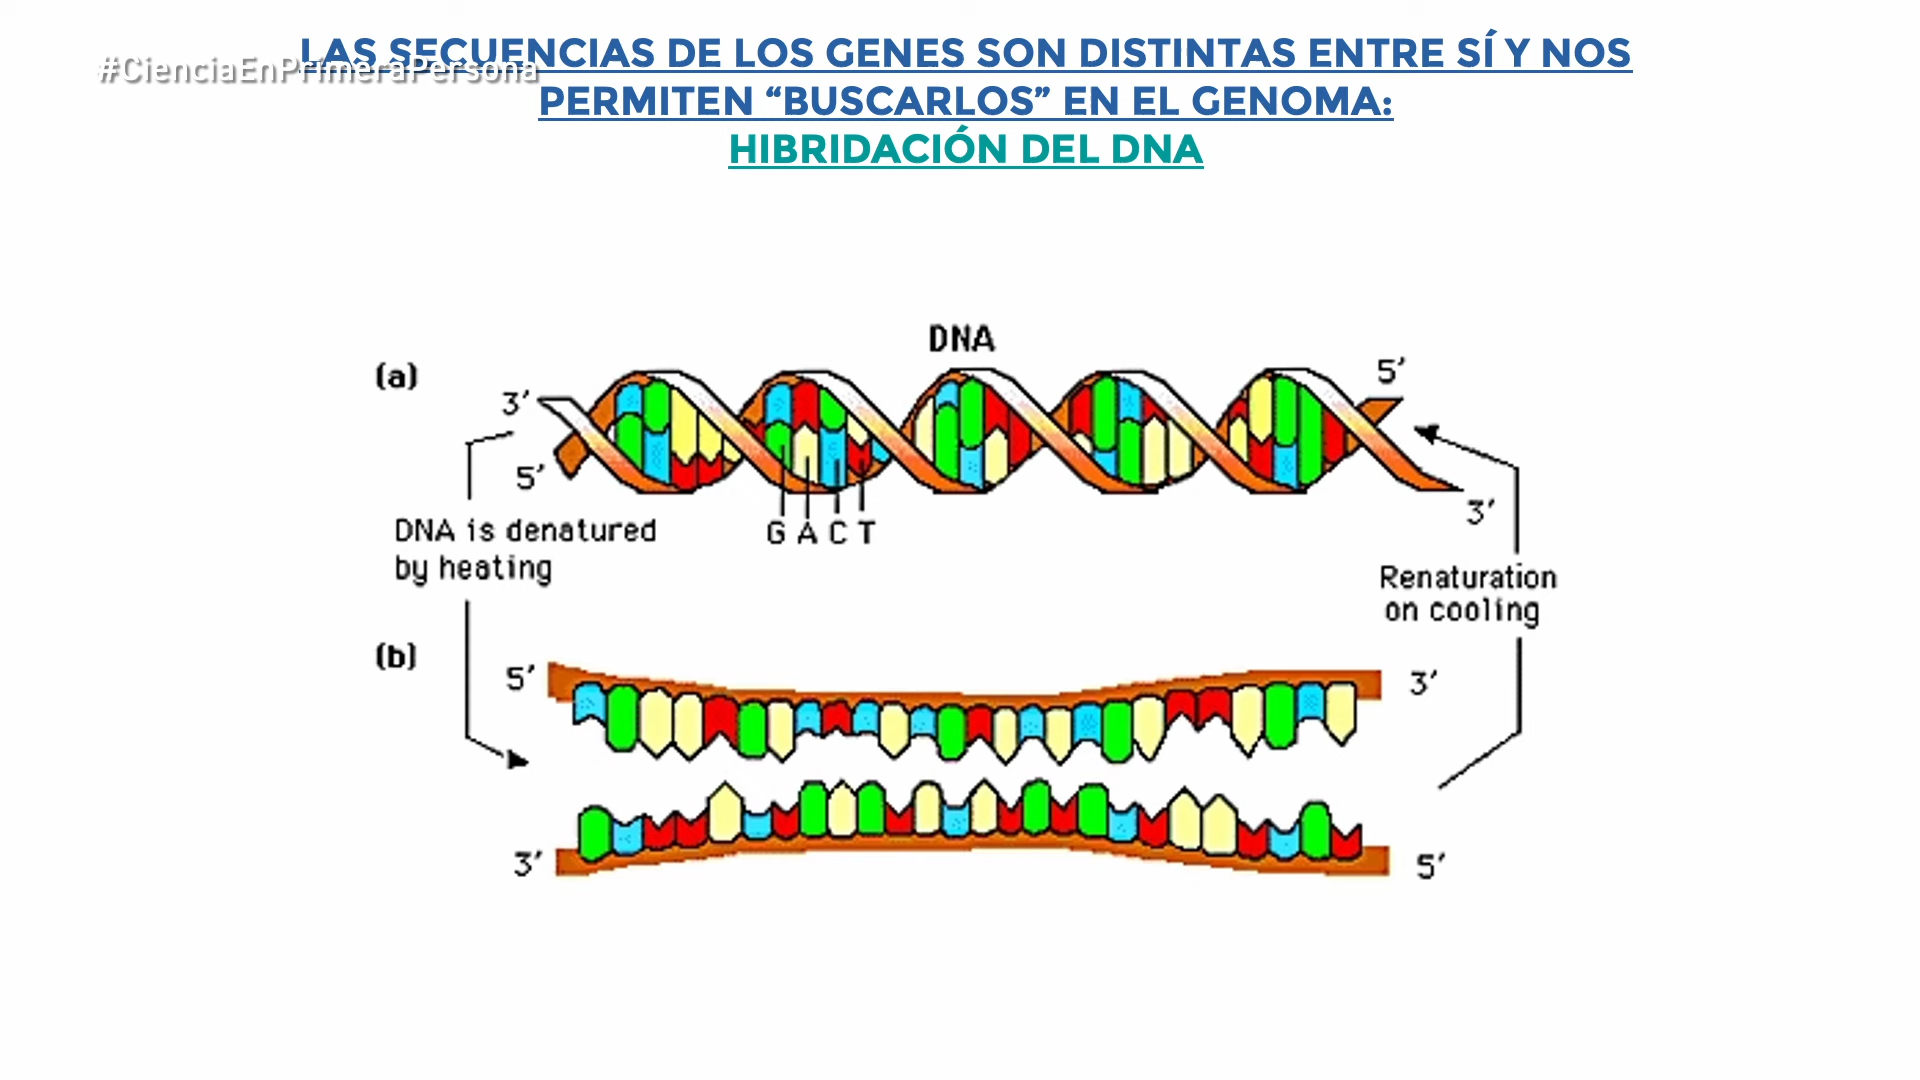 LAS SECUENCIAS DE LOS GENES SON DISTINTAS ENTRE SÍ Y NOS
#CienciaEnPrimeraPersona
PERMITEN “BUSCARLOS” EN EL GENOMA:
HIBRIDACIÓN DEL DNA
DNA
(a)
5’
3’
5’
3’
G A C T
DNA is denatured
by heating
Renaturation
on cooling
(b)
5’
3’
3’
5’